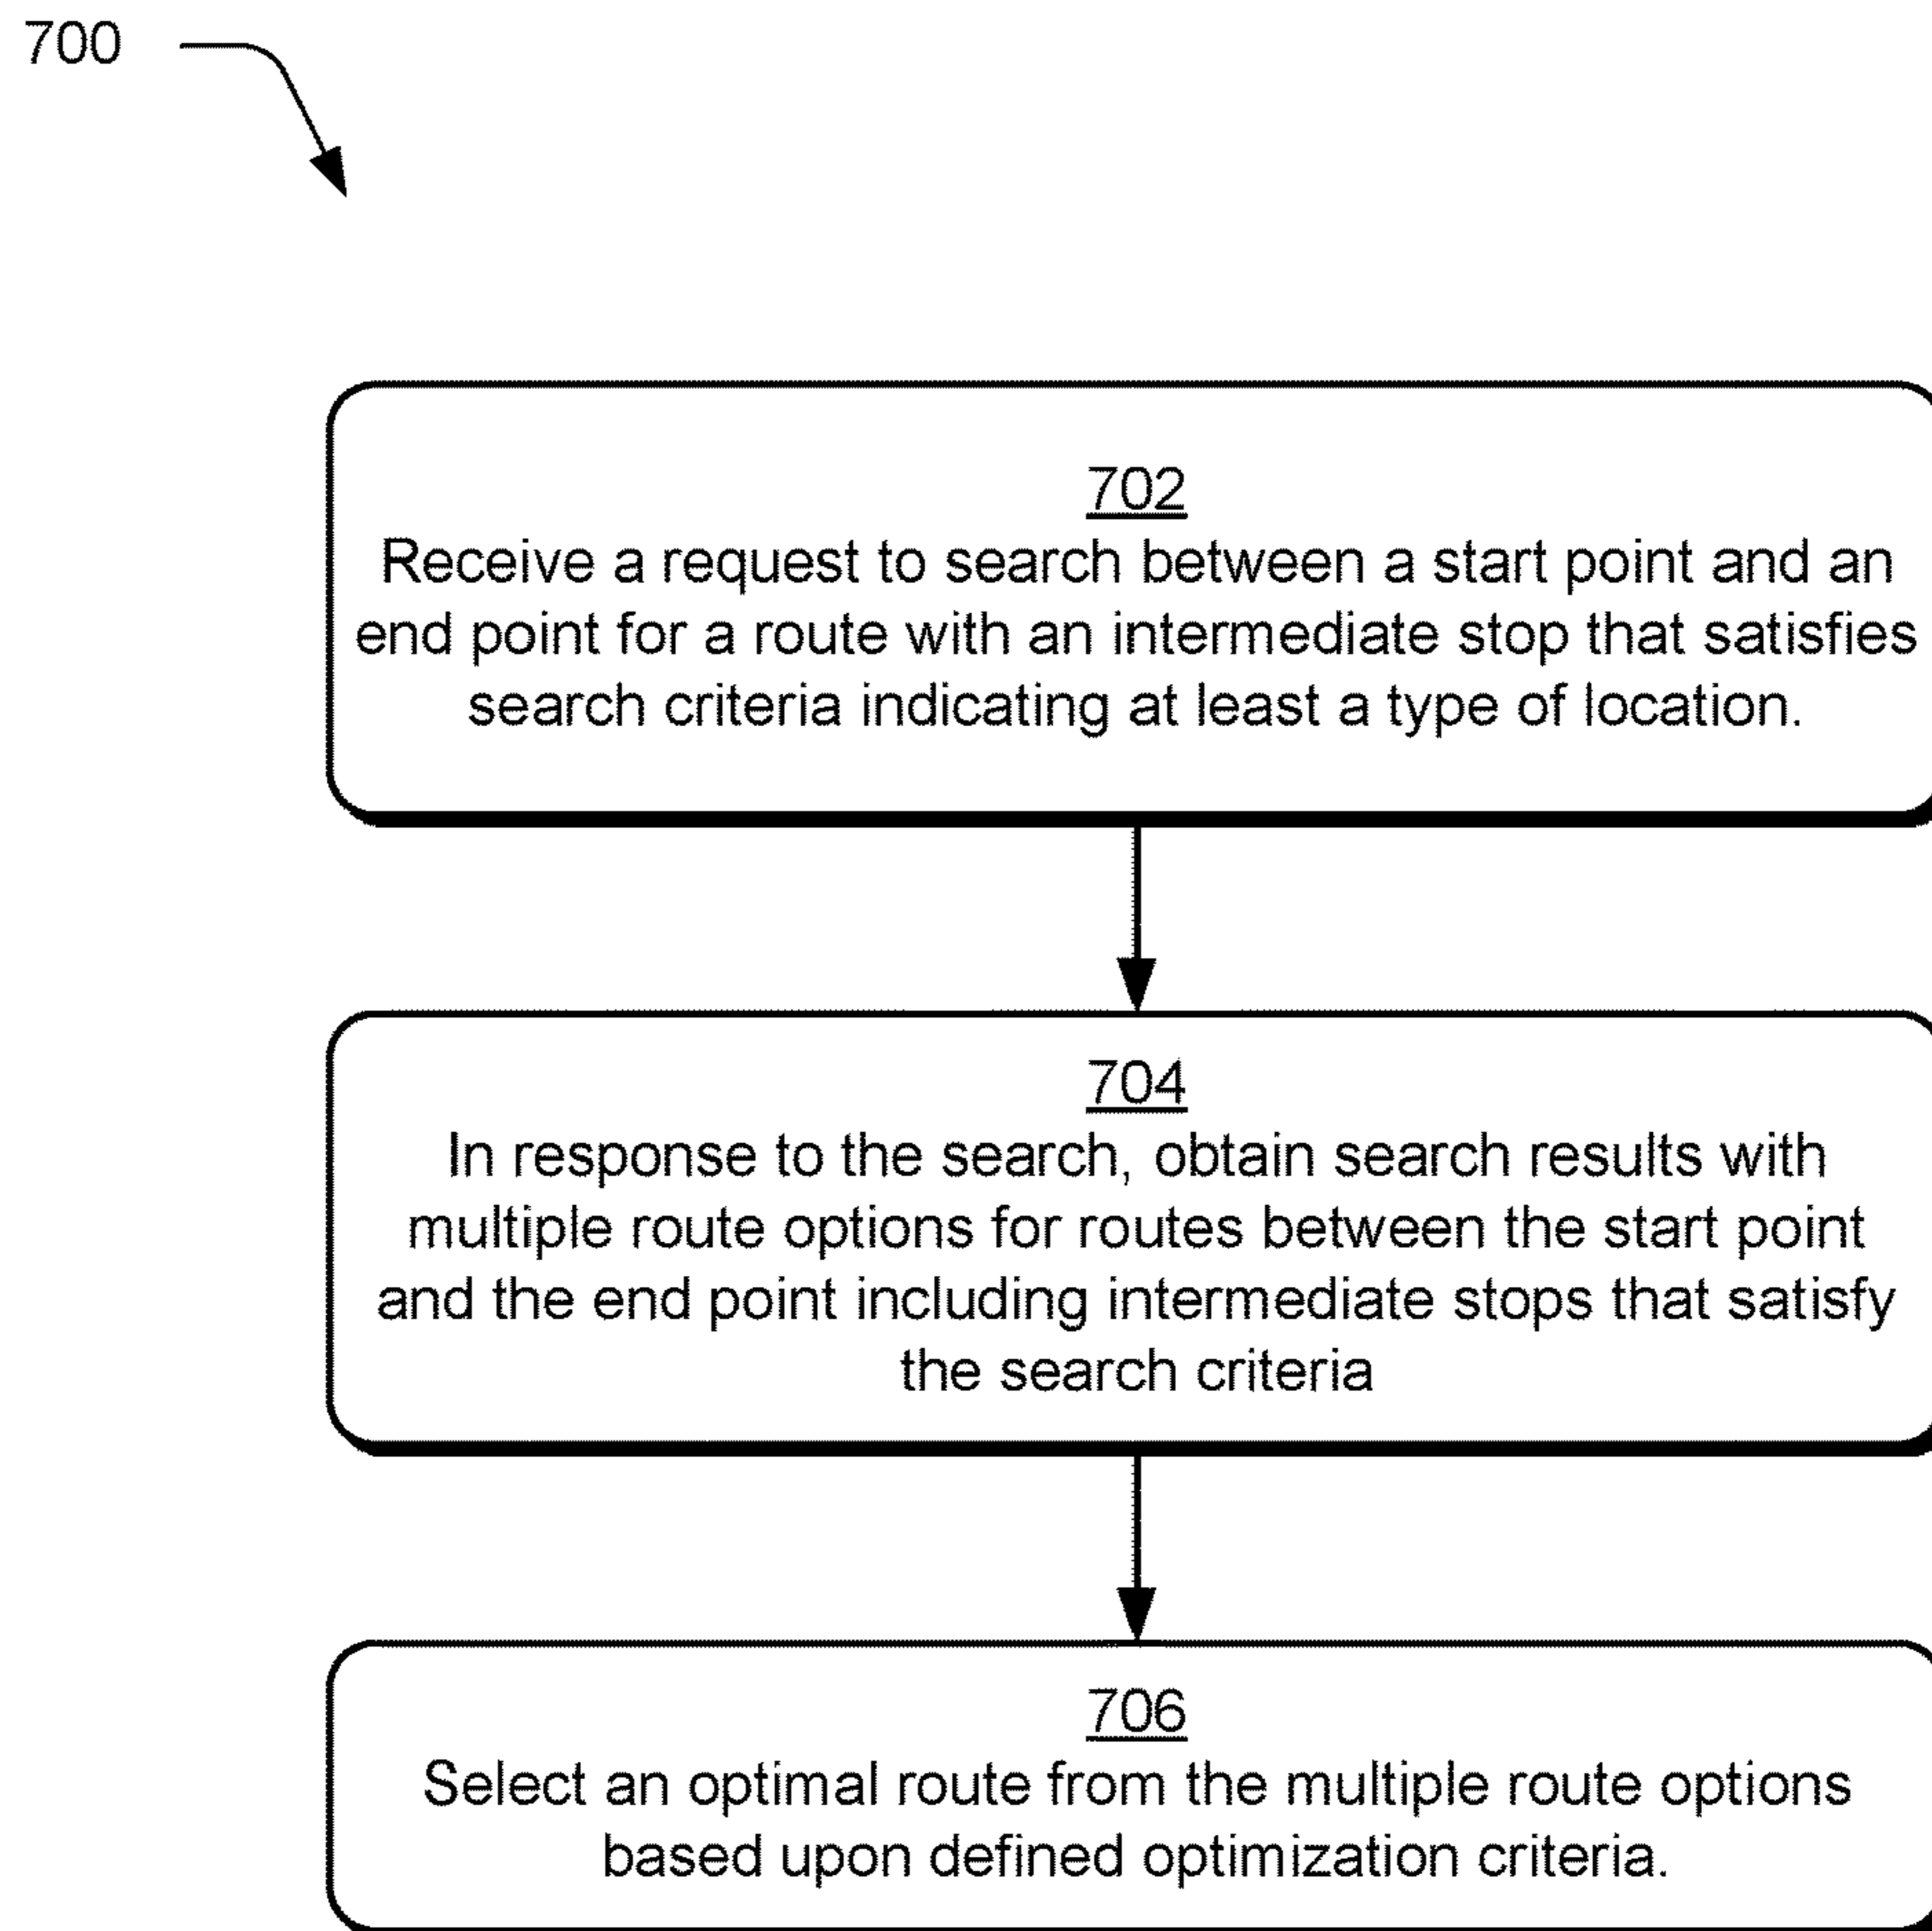 700
702
Receive a request to search between a start point and an
end point for a route with an intermediate stop that satisfies
search criteria indicating at least a type of location.
704
In response to the search, obtain search results with
multiple route options for routes between the start point
and the end point including intermediate stops that satisfy
the search criteria
706
Select an optimal route from the multiple route options
based upon defined optimization criteria.